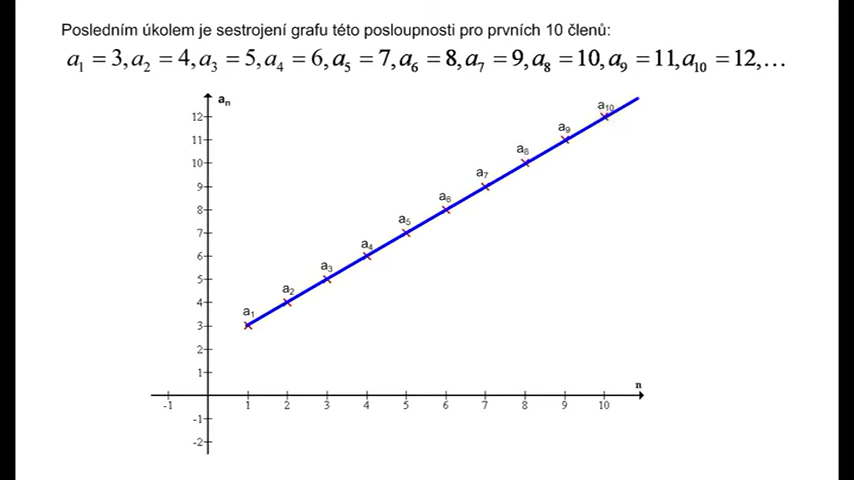 Posledním úkolem je sestrojení grafu této posloupnosti pro prvních 10 členů:
a₁ = 3, a₂ = 4, a₃ = 5, a₄ = 6, a₅ = 7, a₆ = 8, a₇ = 9, a₈ = 10, a₉ = 11, a₁₀ = 12, …
aₙ
12
11
10
9
8
7
6
5
4
3
2
1
-1
-2
a₁
a₂
a₃
a₄
a₅
a₆
a₇
a₈
a₉
a₁₀
n
-1 1 2 3 4 5 6 7 8 9 10